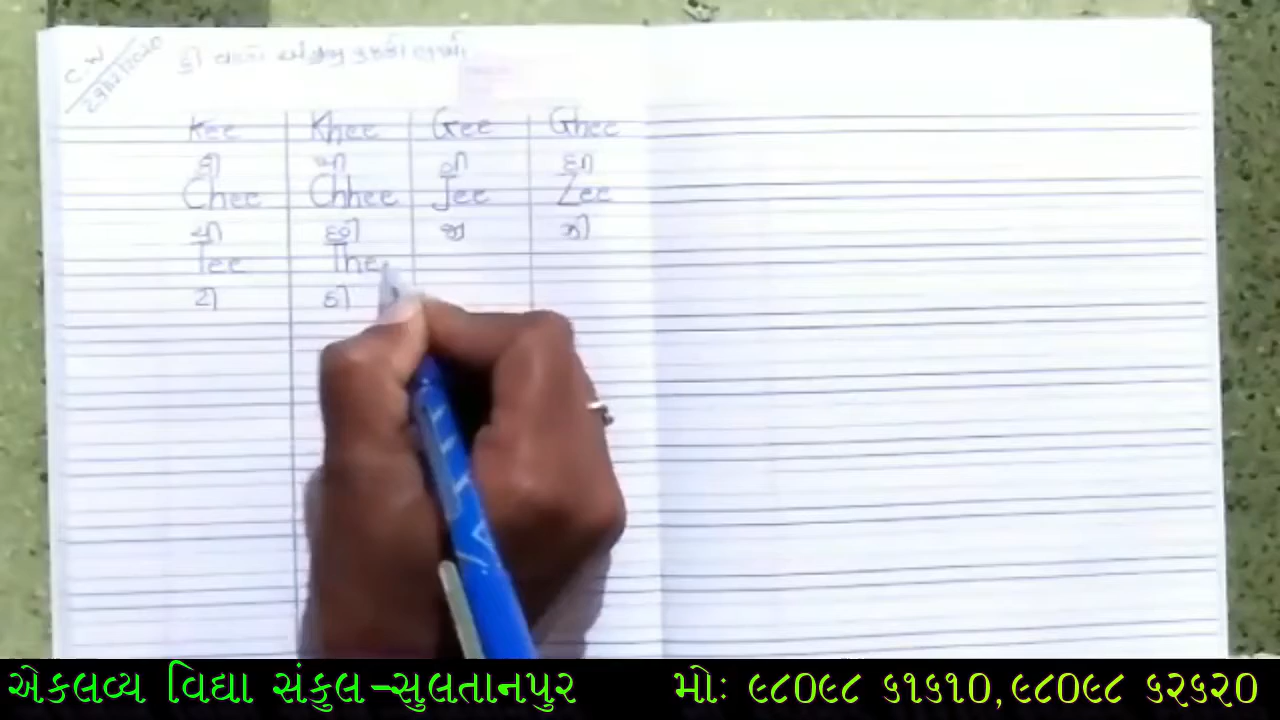 C.W
Kee Khee Gee Ghee
કી ખી ગી ઘી
Chee Chhee Jee Zee
ચી છી જી ઝી
Tee The
ટી ઠી
એકલવ્ય વિદ્યા સંકુલ-સુલતાનપુર મોઃ ૯૮૦૯૮ ૬૧૬૧૦,૯૮૦૯૮ ૬૨૬૨૦